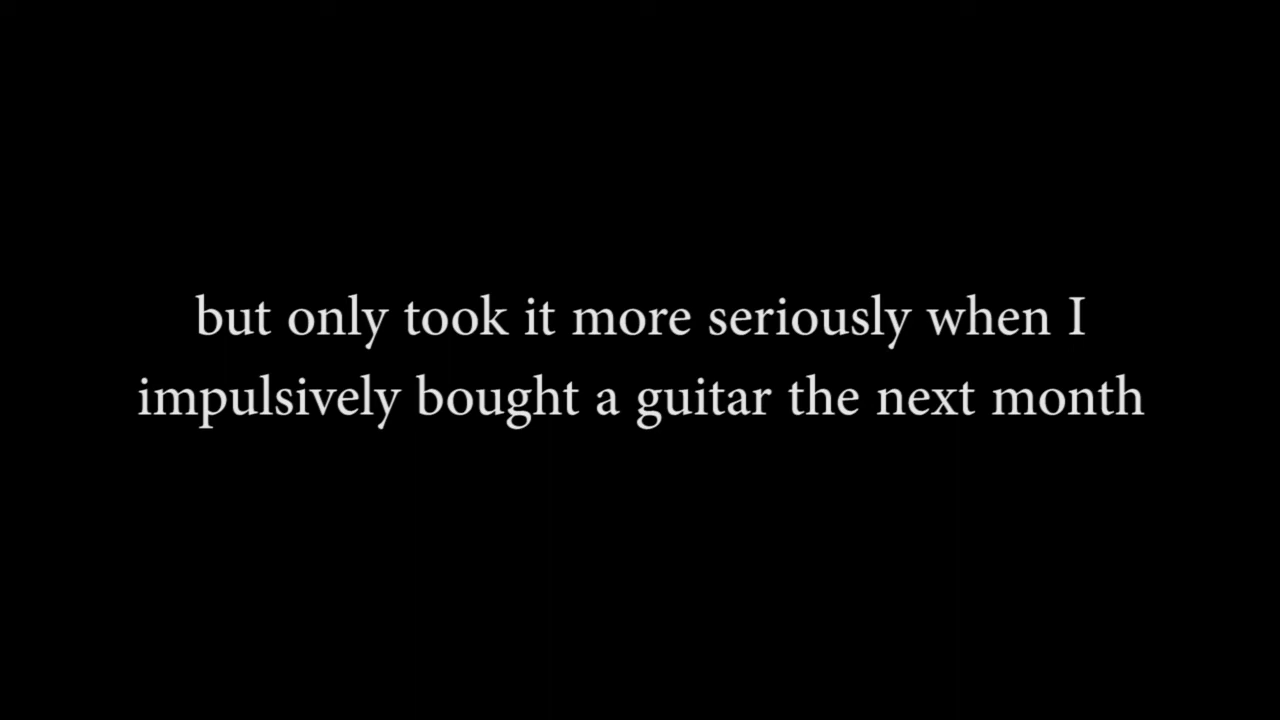 but only took it more seriously when I
impulsively bought a guitar the next month